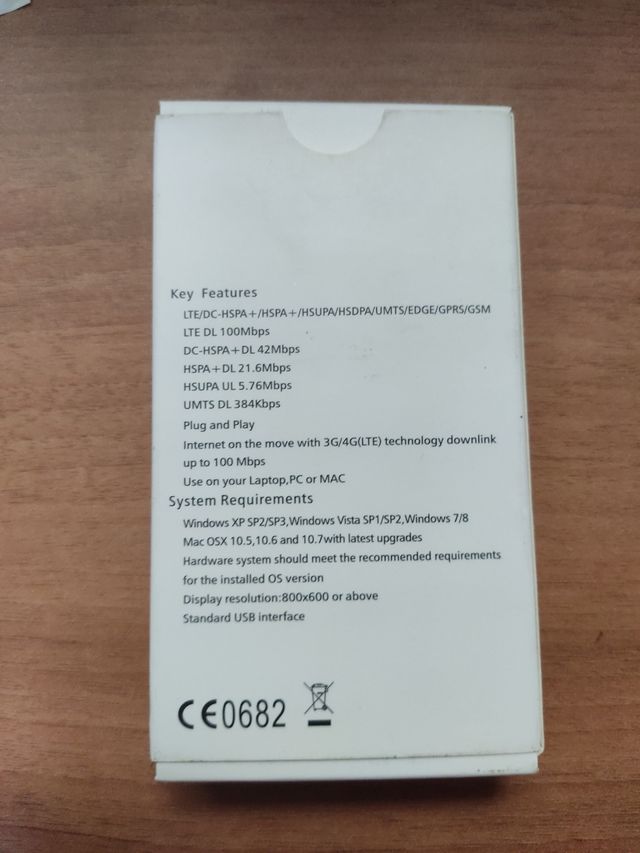 Key Features
LTE/DC-HSPA+/HSPA+/HSUPA/HSDPA/UMTS/EDGE/GPRS/GSM
LTE DL 100Mbps
DC-HSPA+DL 42Mbps
HSPA+DL 21.6Mbps
HSUPA UL 5.76Mbps
UMTS DL 384Kbps
Plug and Play
Internet on the move with 3G/4G(LTE) technology downlink
up to 100 Mbps
Use on your Laptop,PC or MAC
System Requirements
Windows XP SP2/SP3,Windows Vista SP1/SP2,Windows 7/8
Mac OSX 10.5,10.6 and 10.7with latest upgrades
Hardware system should meet the recommended requirements
for the installed OS version
Display resolution:800x600 or above
Standard USB interface
CE0682